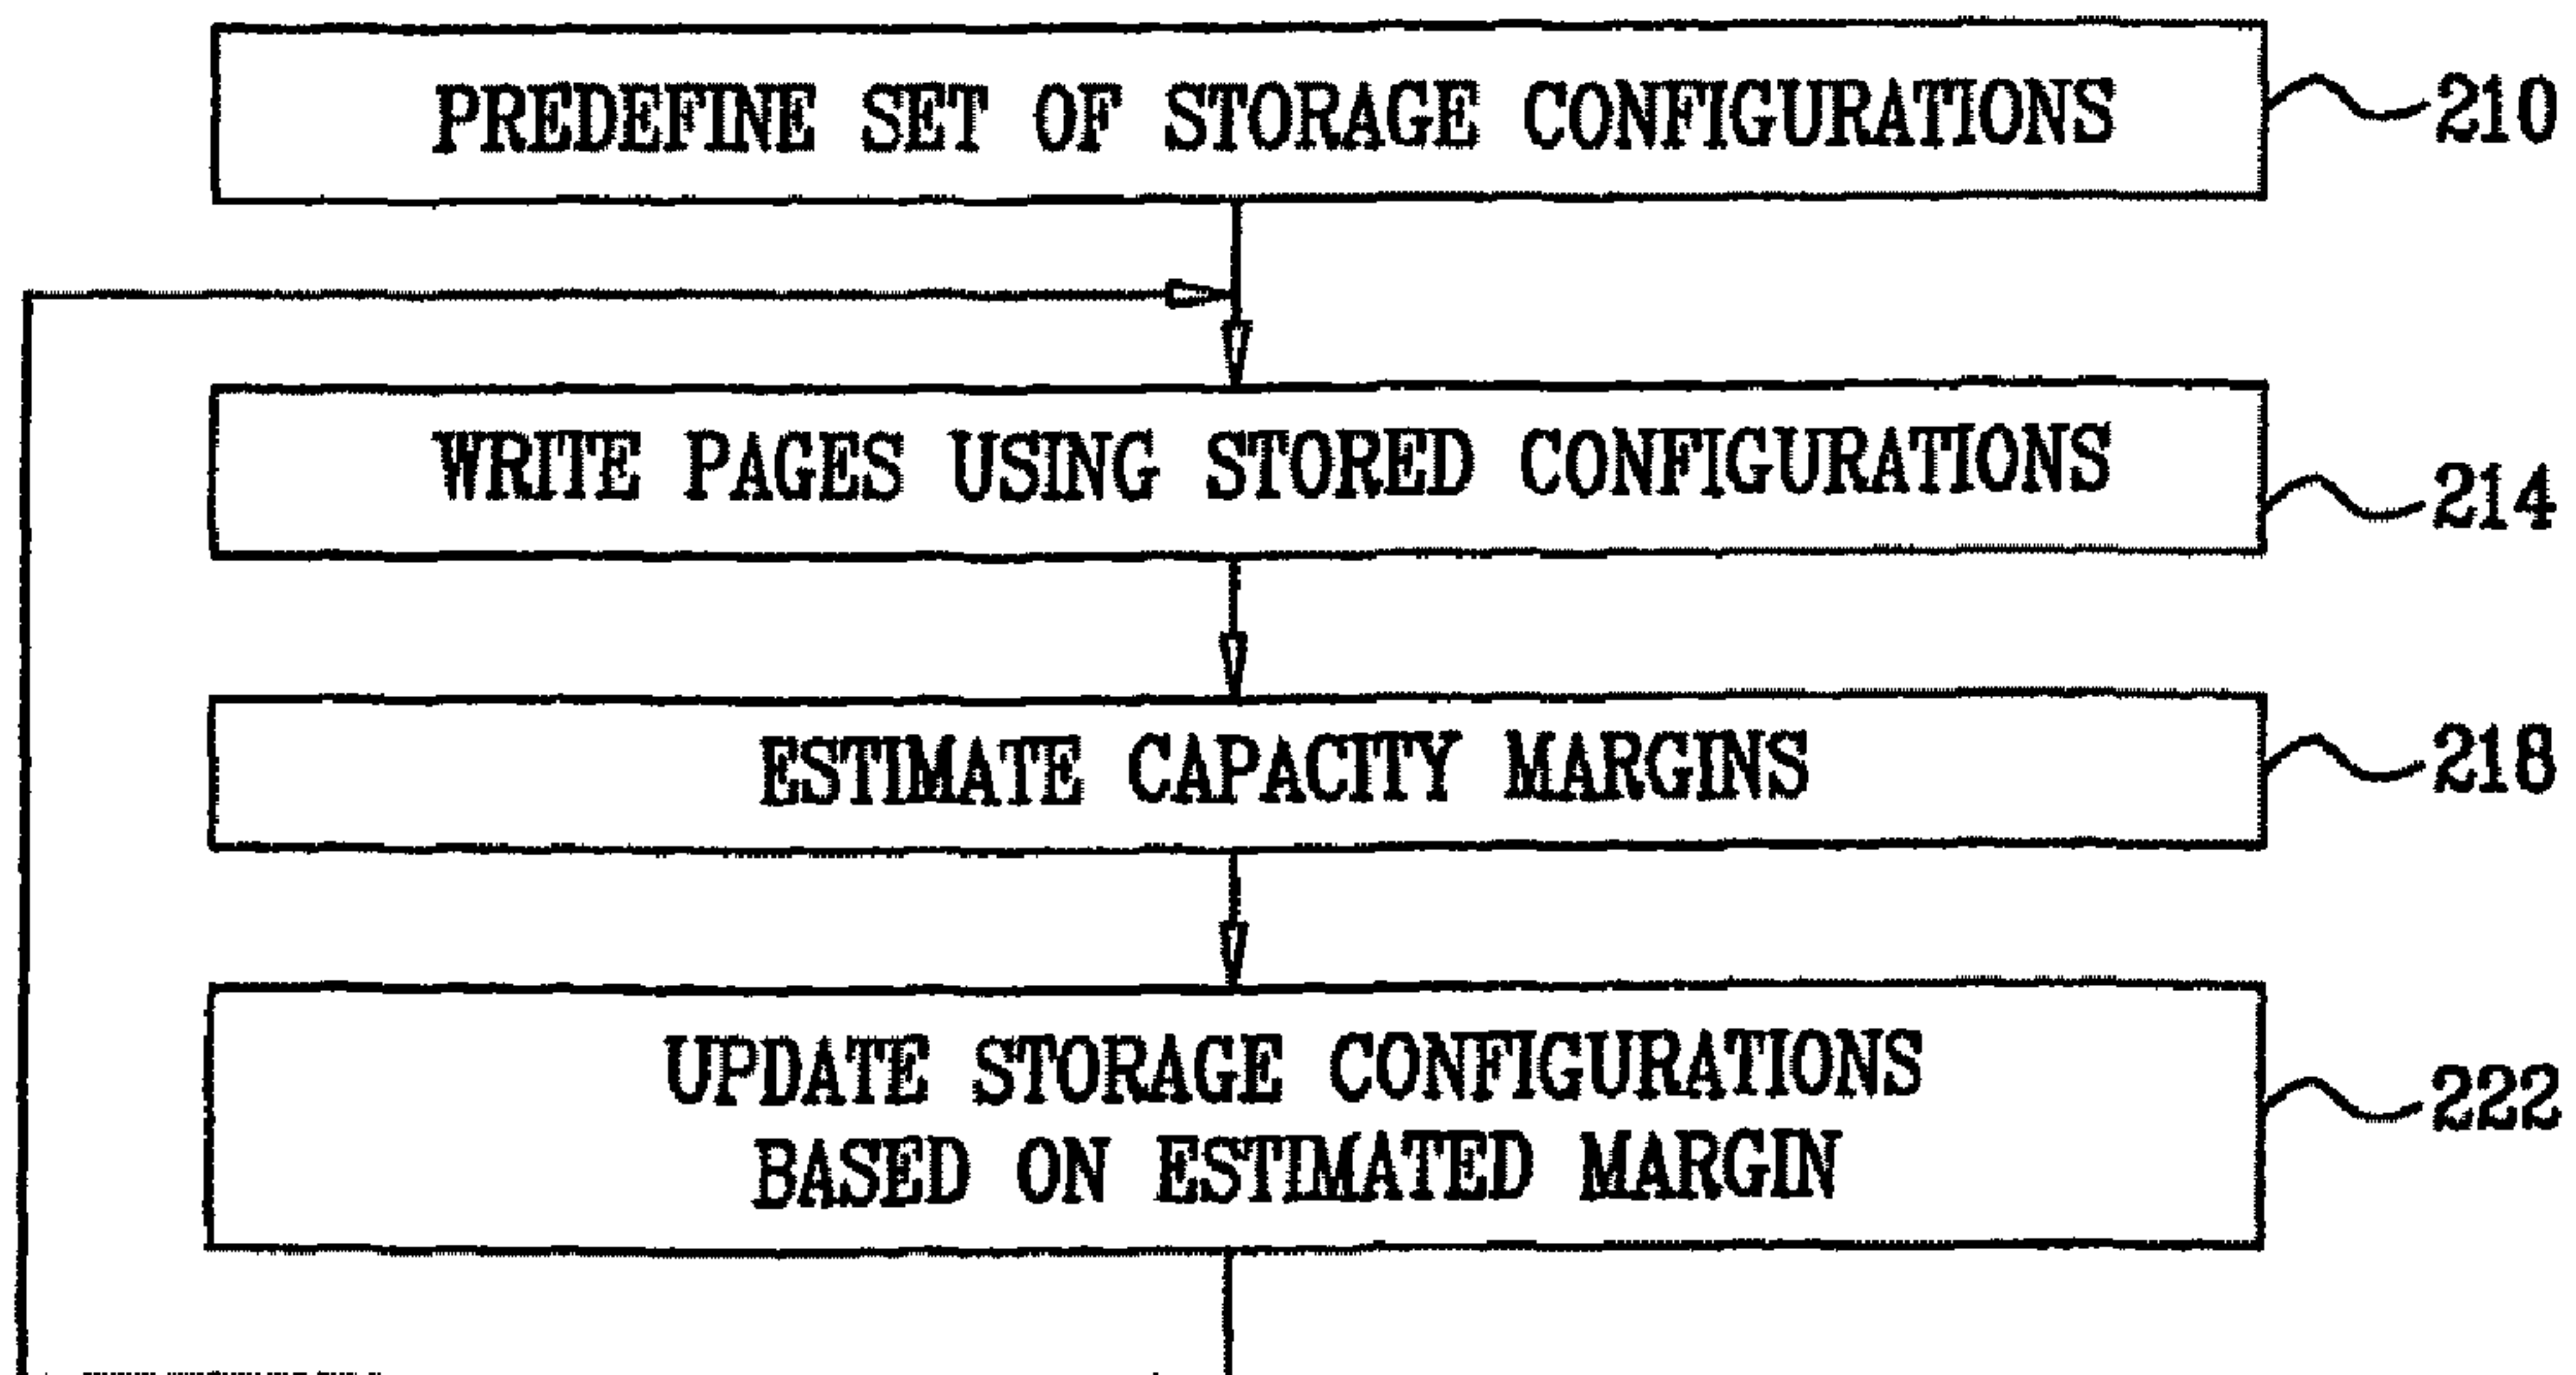 PREDEFINE SET OF STORAGE CONFIGURATIONS
210
WRITE PAGES USING STORED CONFIGURATIONS
214
ESTIMATE CAPACITY MARGINS
218
UPDATE STORAGE CONFIGURATIONS
BASED ON ESTIMATED MARGIN
222